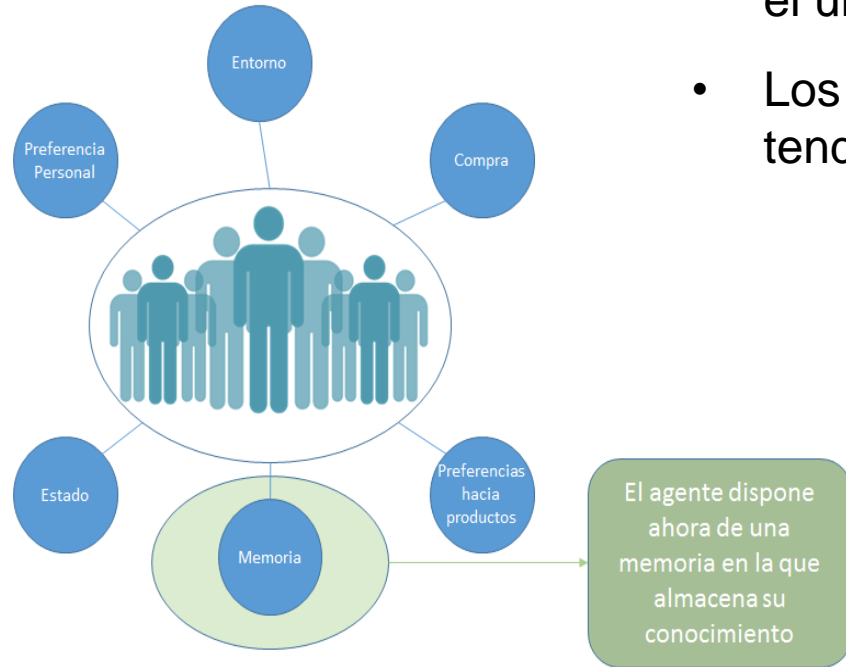 el
• Los
Entorno
Preferencia
Personal
Compra
Estado
Memoria
Preferencias
hacia
productos
El agente dispone
ahora de una
memoria en la que
almacena su
conocimiento